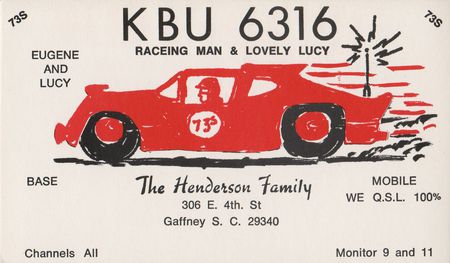 73S
KBU 6316
73S
RACEING MAN & LOVELY LUCY
EUGENE
AND
LUCY
73s
BASE
The Henderson Family
MOBILE
306 E. 4th. St
WE Q.S.L. 100%
Gaffney S. C. 29340
Channels All
Monitor 9 and 11